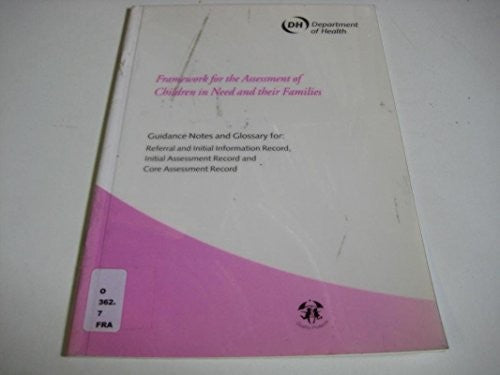 DH Department
of Health
Framework for the Assessment of
Children in Need and their Families
Guidance Notes and Glossary for:
Referral and Initial Information Record,
Initial Assessment Record and
Core Assessment Record
O
362.
7
FRA